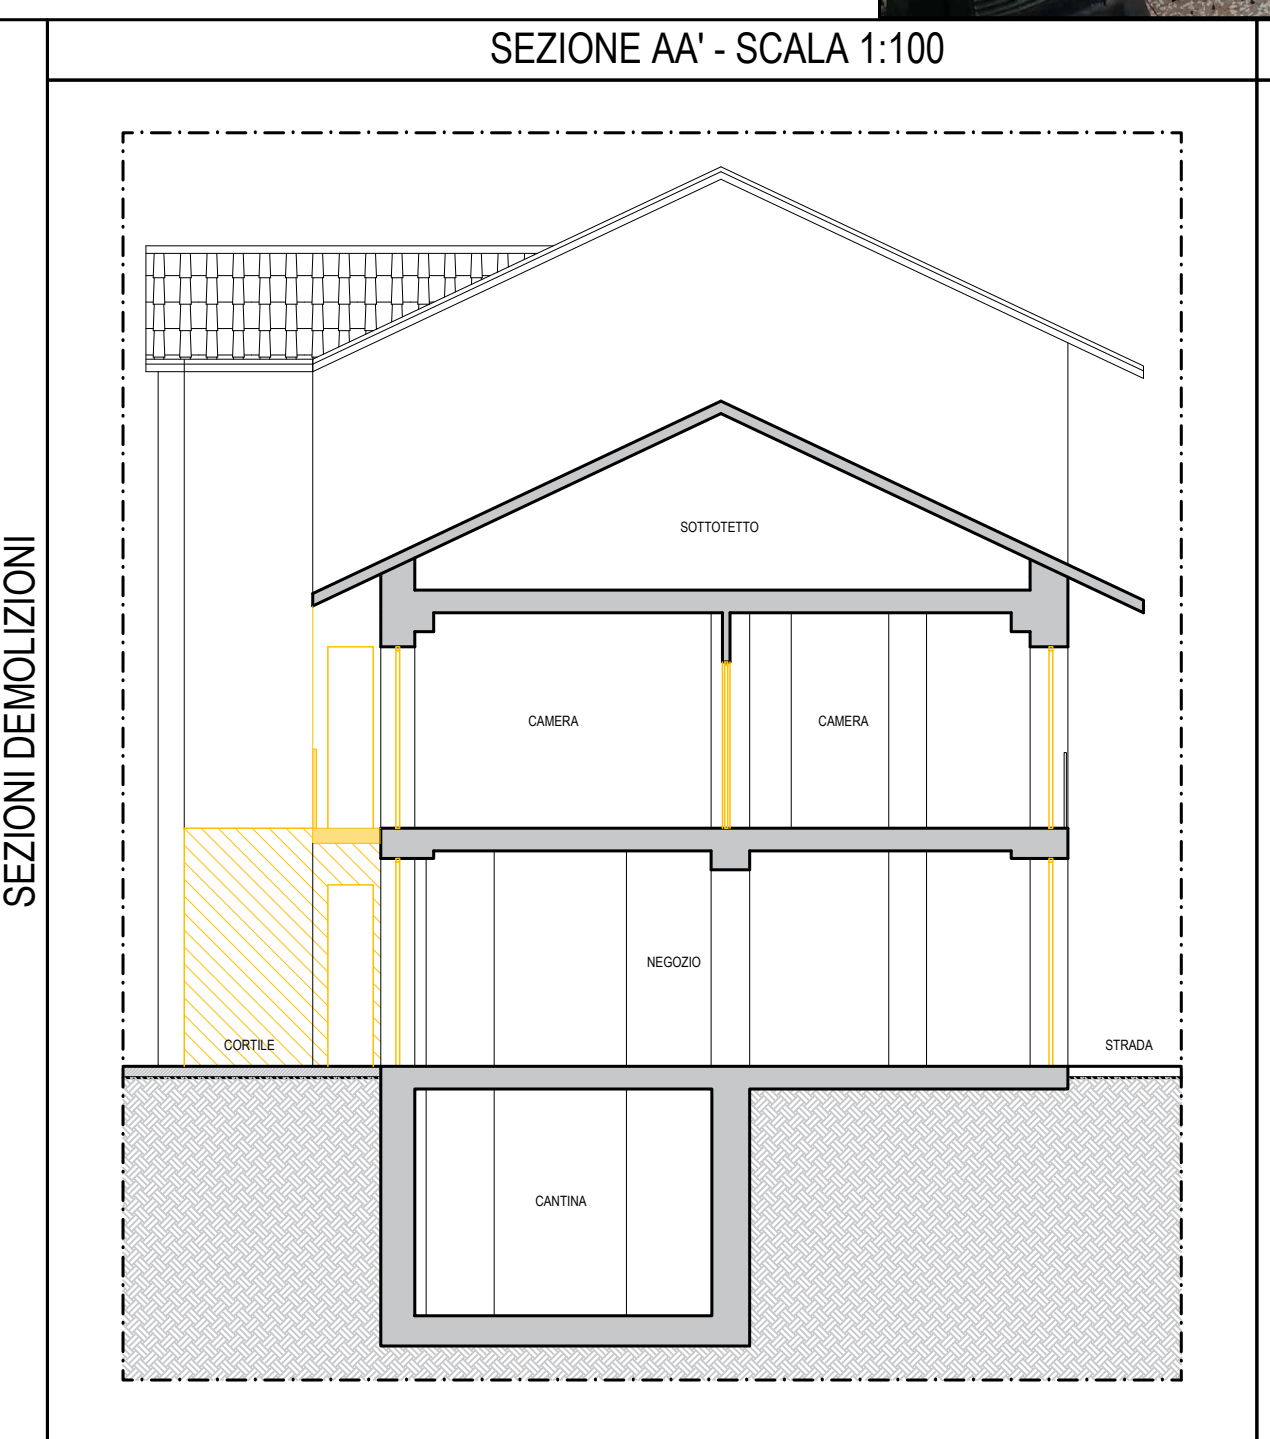 SEZIONE AA' - SCALA 1:100
SEZIONI DEMOLIZIONI
SOTTOTETTO
CAMERA
CAMERA
NEGOZIO
CORTILE
STRADA
CANTINA